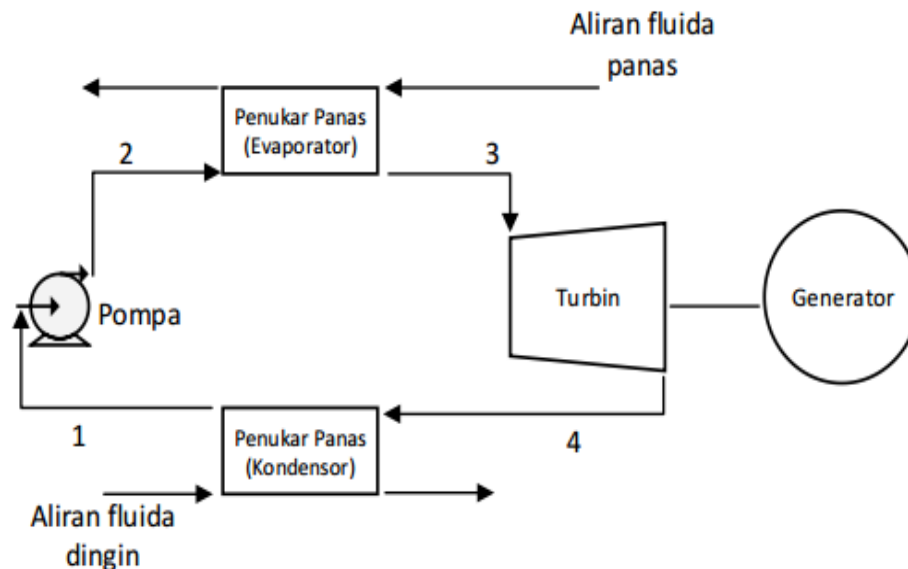 Aliran fluida
panas
Penukar Panas
(Evaporator)
2
3
Pompa
Turbin
Generator
1
Penukar Panas
(Kondensor)
4
Aliran fluida
dingin